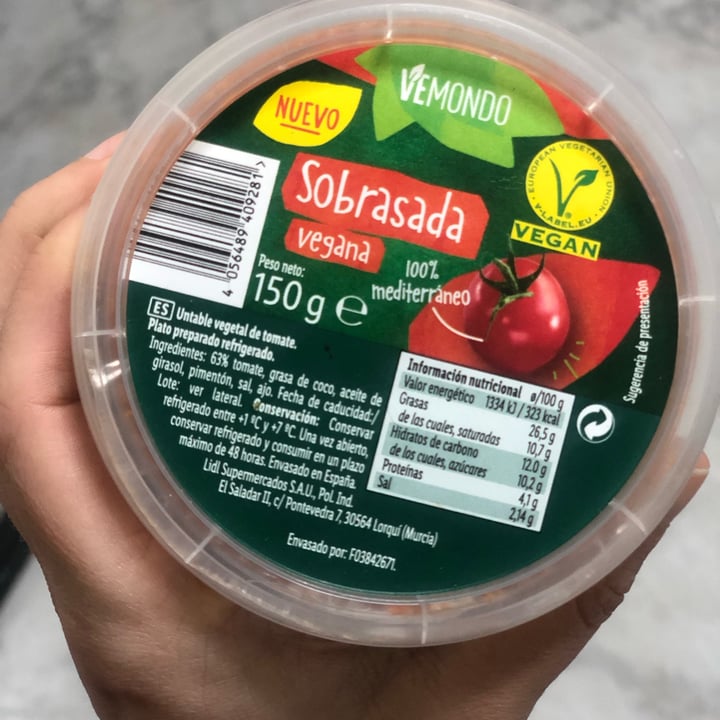 VEMONDO
NUEVO
Sobrasada
vegana
100%
mediterráneo
Peso neto:
150 g e
4 056489 409281 >
EUROPEAN VEGETARIAN UNION
V-LABEL.EU
VEGAN
Sugerencia de presentación
ES Untable vegetal de tomate.
Plato preparado refrigerado.
Ingredientes: 63% tomate, grasa de coco, aceite de
girasol, pimentón, sal, ajo. Fecha de caducidad:/
Lote: ver lateral. Conservación: Conservar
refrigerado entre +1 °C y +7 °C. Una vez abierto,
conservar refrigerado y consumir en un plazo
máximo de 48 horas. Envasado en España.
Lidl Supermercados S.A.U., Pol. Ind.
El Saladar II, c/ Pontevedra 7, 30564 Lorquí (Murcia)
Envasado por: F03842671.
Información nutricional ø/100 g
Valor energético 1334 kJ / 323 kcal
Grasas 26,5 g
de las cuales, saturadas 10,7 g
Hidratos de carbono 12,0 g
de los cuales, azúcares 10,2 g
Proteínas 4,1 g
Sal 2,14 g